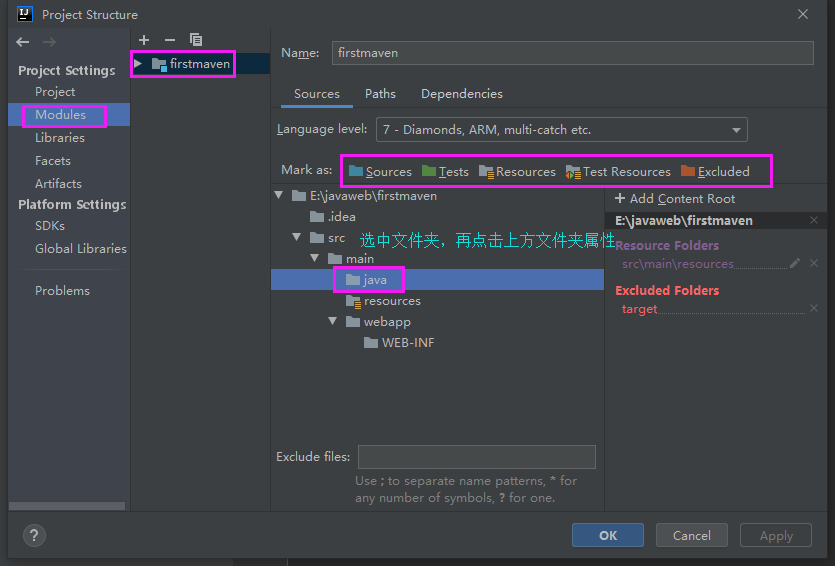 Project Structure
Project Settings
Project
Modules
Libraries
Facets
Artifacts
Platform Settings
SDKs
Global Libraries
Problems
firstmaven
Name: firstmaven
Sources Paths Dependencies
Language level: 7 - Diamonds, ARM, multi-catch etc.
Mark as: Sources Tests Resources Test Resources Excluded
E:\javaweb\firstmaven
.idea
src
选中文件夹，再点击上方文件夹属性
main
java
resources
webapp
WEB-INF
+ Add Content Root
E:\javaweb\firstmaven
Resource Folders
src\main\resources
Excluded Folders
target
Exclude files:
Use ; to separate name patterns, * for
any number of symbols, ? for one.
?
OK Cancel Apply